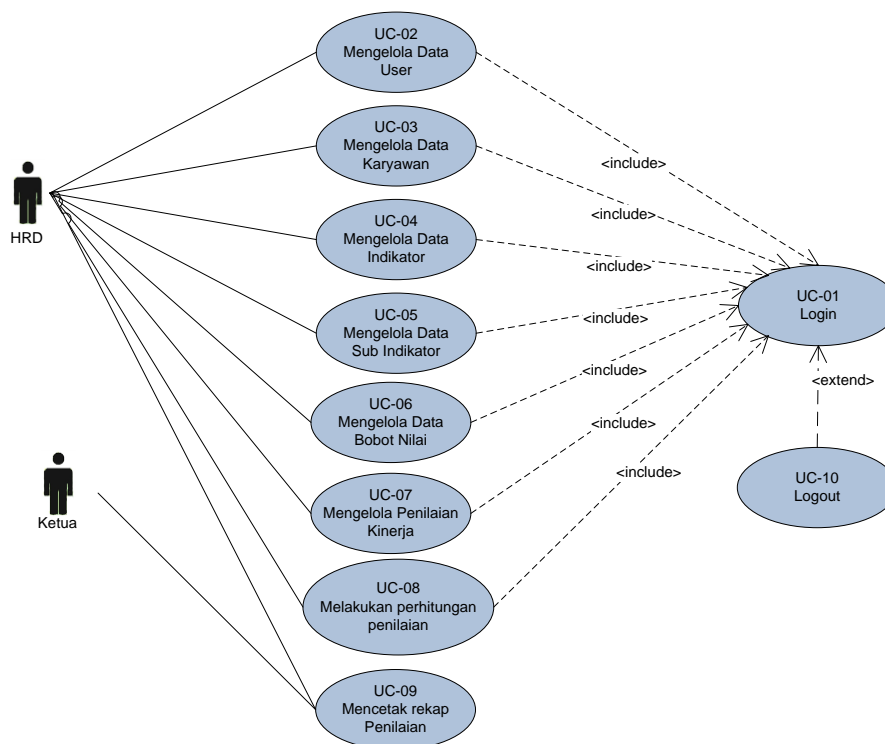 UC-02
Mengelola Data
User
UC-03
Mengelola Data
Karyawan
<include>
HRD
UC-04
Mengelola Data
Indikator
<include>
<include>
UC-01
Login
UC-05
Mengelola Data
Sub Indikator
<include>
<include>
<extend>
UC-06
Mengelola Data
Bobot Nilai
<include>
<include>
Ketua
UC-07
Mengelola Penilaian
Kinerja
UC-10
Logout
UC-08
Melakukan perhitungan
penilaian
UC-09
Mencetak rekap
Penilaian